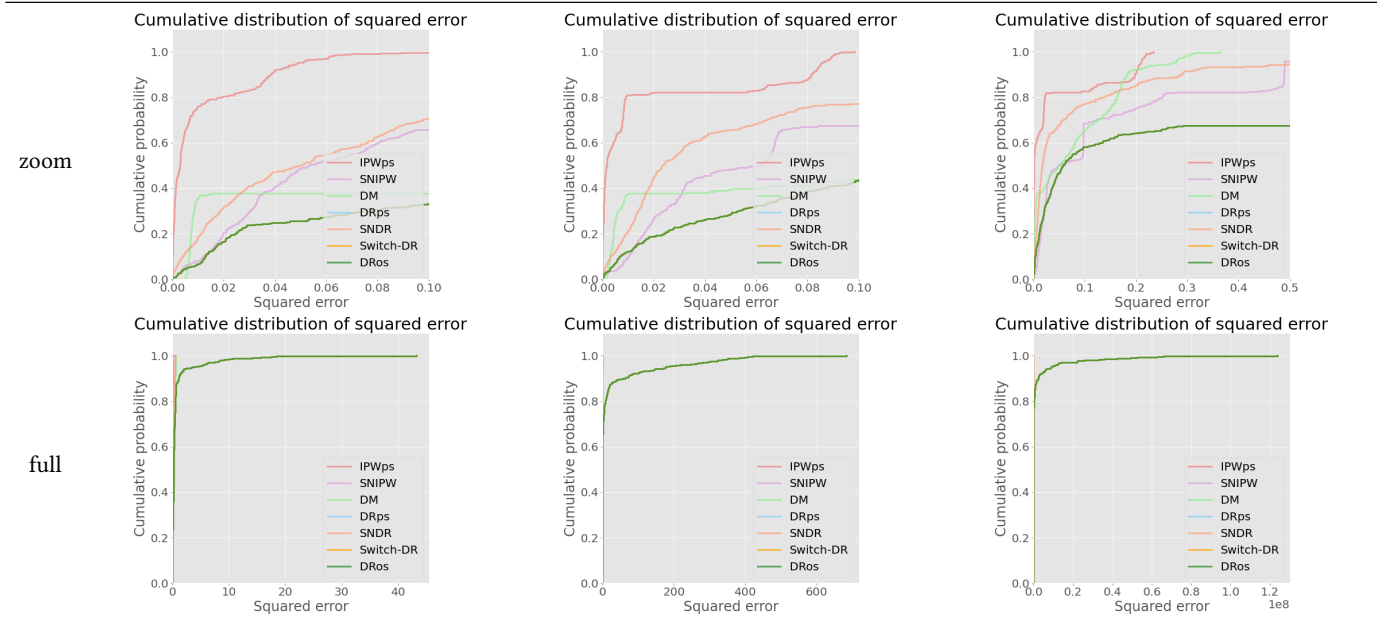 Cumulative distribution of squared error
Cumulative probability
1.0
0.8
0.6
0.4
0.2
0.0
IPWps
SNIPW
DM
DRps
SNDR
Switch-DR
DRos
0.00 0.02 0.04 0.06 0.08 0.10
Squared error
Cumulative distribution of squared error
Cumulative probability
1.0
0.8
0.6
0.4
0.2
0.0
IPWps
SNIPW
DM
DRps
SNDR
Switch-DR
DRos
0.00 0.02 0.04 0.06 0.08 0.10
Squared error
Cumulative distribution of squared error
Cumulative probability
1.0
0.8
0.6
0.4
0.2
0.0
IPWps
SNIPW
DM
DRps
SNDR
Switch-DR
DRos
0.0 0.1 0.2 0.3 0.4 0.5
Squared error
zoom
Cumulative distribution of squared error
Cumulative probability
1.0
0.8
0.6
0.4
0.2
0.0
IPWps
SNIPW
DM
DRps
SNDR
Switch-DR
DRos
0 10 20 30 40
Squared error
Cumulative distribution of squared error
Cumulative probability
1.0
0.8
0.6
0.4
0.2
0.0
IPWps
SNIPW
DM
DRps
SNDR
Switch-DR
DRos
0 200 400 600
Squared error
Cumulative distribution of squared error
Cumulative probability
1.0
0.8
0.6
0.4
0.2
0.0
IPWps
SNIPW
DM
DRps
SNDR
Switch-DR
DRos
0.0 0.2 0.4 0.6 0.8 1.0 1.2
1e8
Squared error
full